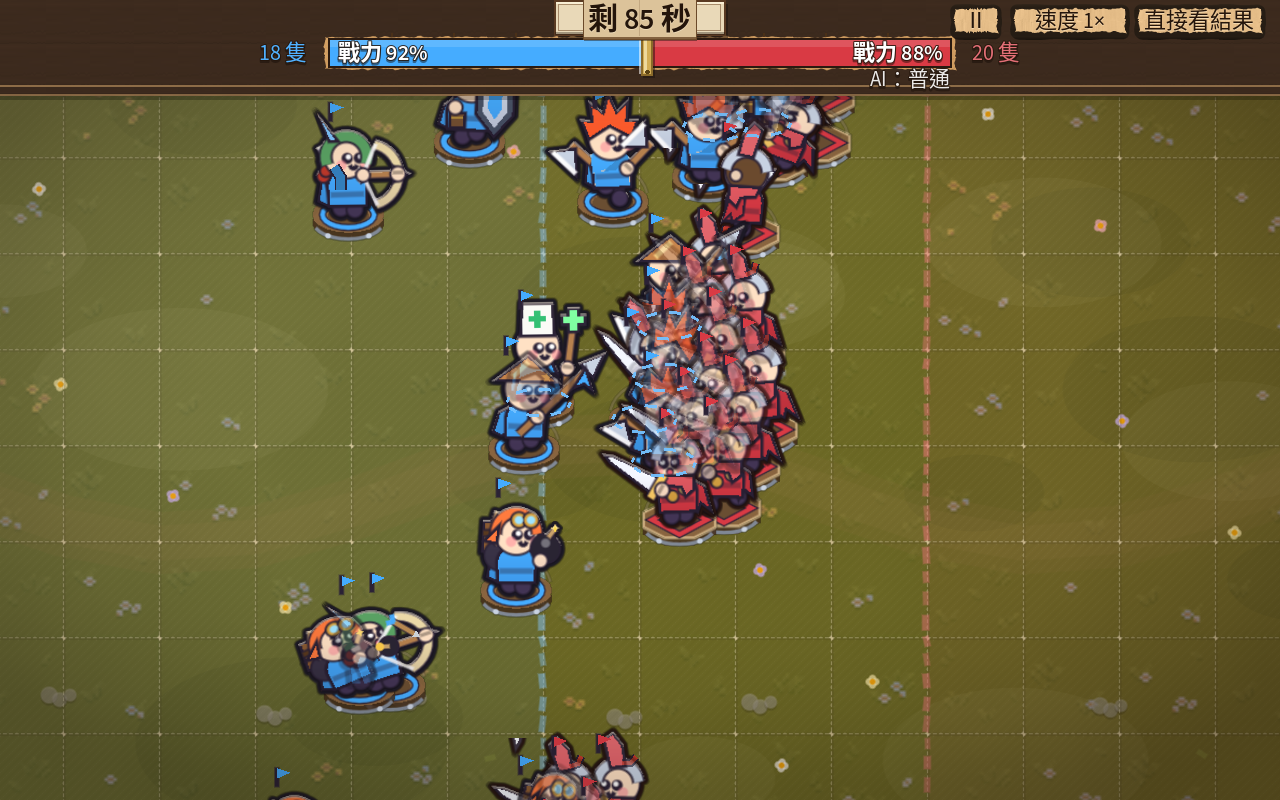 剩 85 秒
II
速度 1×
直接看結果
18 隻
戰力 92%
戰力 88%
20 隻
AI：普通